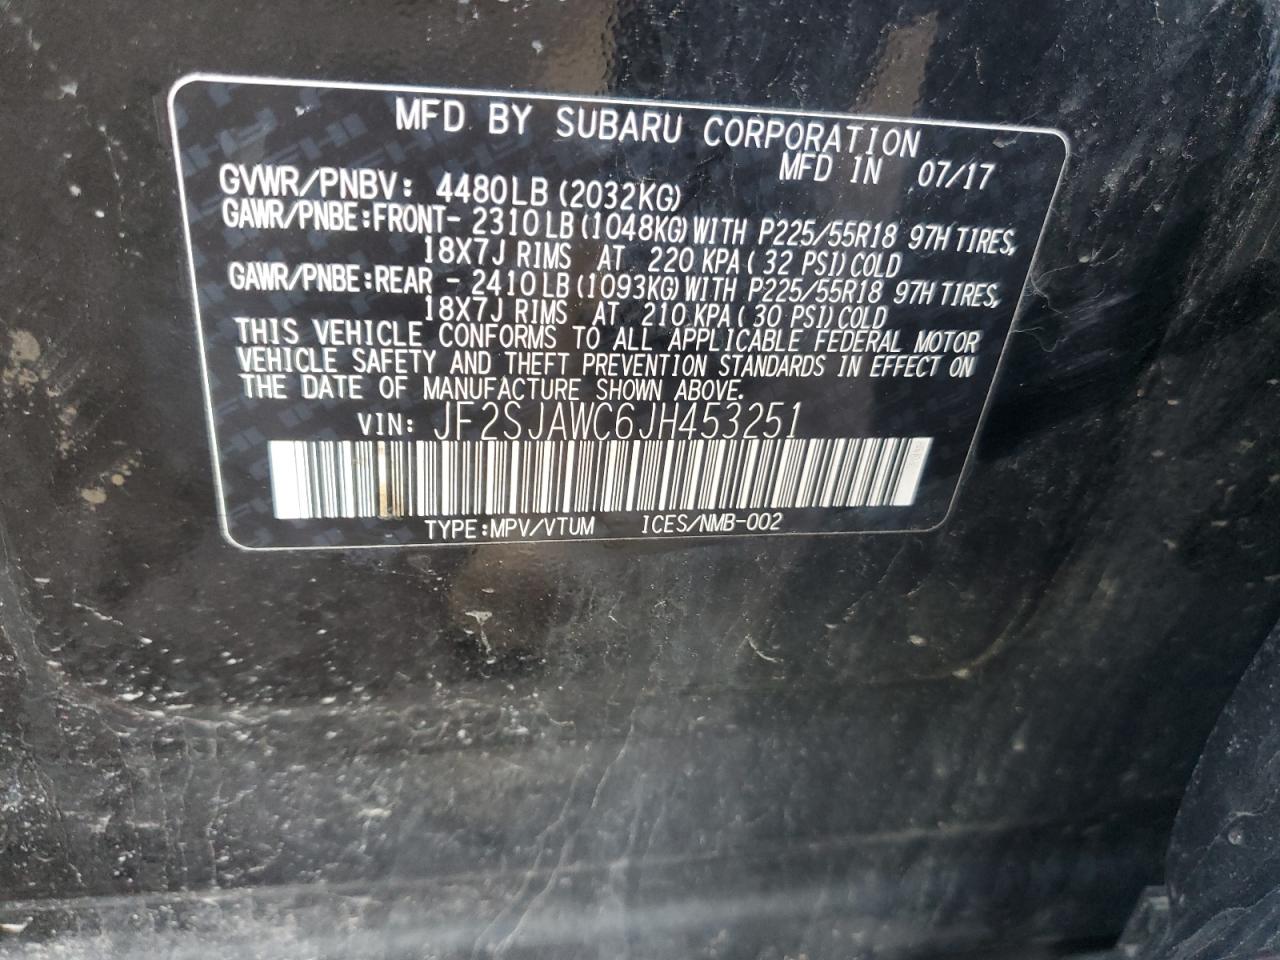 MFD BY SUBARU CORPORATION
MFD IN 07/17
GVWR/PNBV: 4480LB (2032KG)
GAWR/PNBE:FRONT- 2310LB(1048KG)WITH P225/55R18 97H TIRES,
18X7J RIMS AT 220 KPA( 32 PSI)COLD
GAWR/PNBE:REAR - 2410LB(1093KG)WITH P225/55R18 97H TIRES,
18X7J RIMS AT 210 KPA( 30 PSI)COLD
THIS VEHICLE CONFORMS TO ALL APPLICABLE FEDERAL MOTOR
VEHICLE SAFETY AND THEFT PREVENTION STANDARDS IN EFFECT ON
THE DATE OF MANUFACTURE SHOWN ABOVE.
VIN: JF2SJAWC6JH453251
TYPE:MPV/VTUM ICES/NMB-002